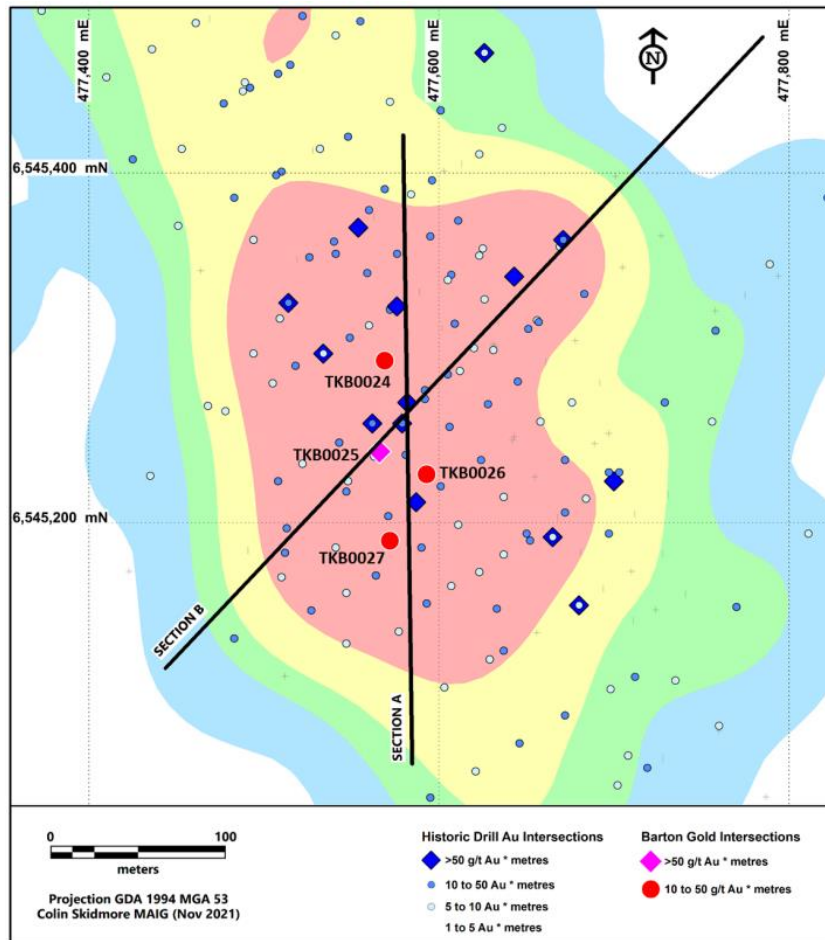 477,400 mE
477,600 mE
477,800 mE
N
6,545,400 mN
TKB0024
TKB0025
TKB0026
6,545,200 mN
TKB0027
SECTION B
SECTION A
0 100
meters
Projection GDA 1994 MGA 53
Colin Skidmore MAIG (Nov 2021)
Historic Drill Au Intersections
>50 g/t Au * metres
10 to 50 Au * metres
5 to 10 Au * metres
1 to 5 Au * metres
Barton Gold Intersections
>50 g/t Au * metres
10 to 50 g/t Au * metres